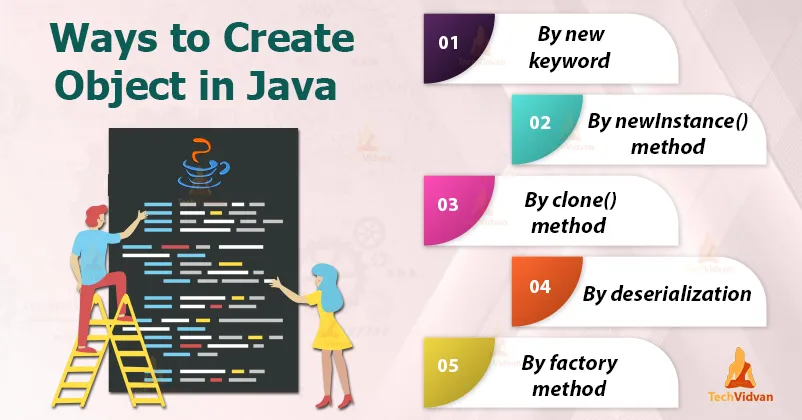 Ways to Create
Object in Java
01
By new
keyword
02
By newInstance()
method
03
By clone()
method
04
By deserialization
05
By factory
method
TechVidvan